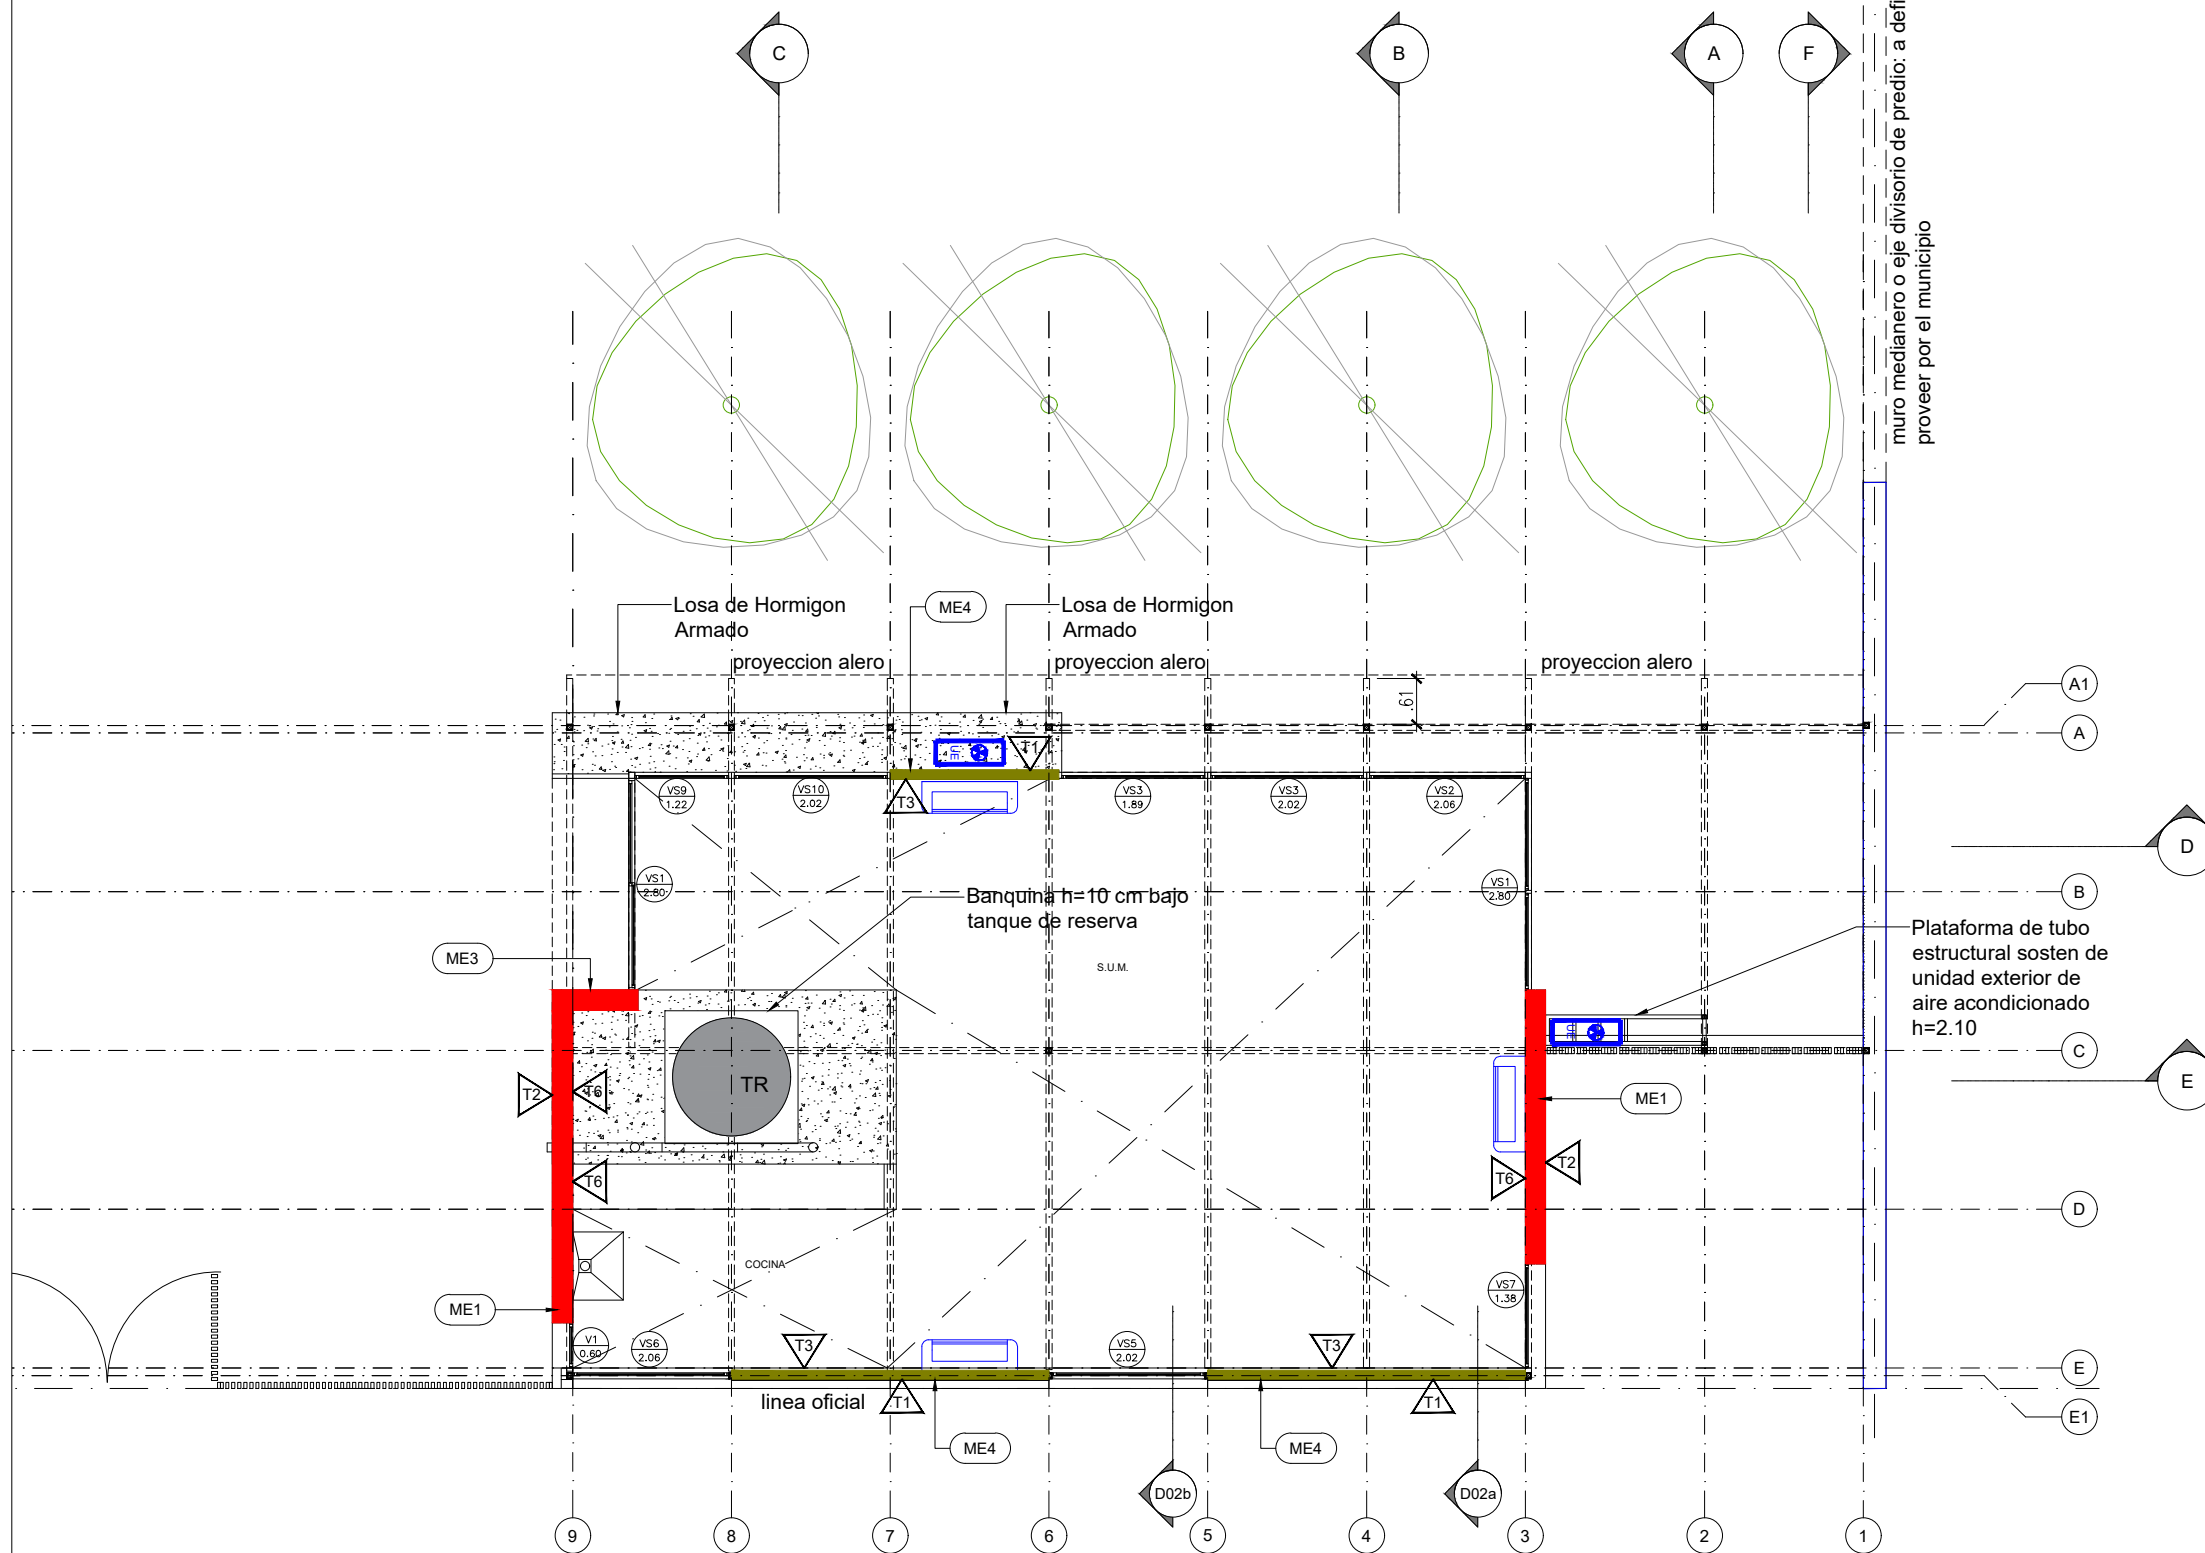 C
B
A
F
muro medianero o eje divisorio de predio: a defi
proveer por el municipio
Losa de Hormigon
Armado
ME4
Losa de Hormigon
Armado
proyeccion alero
proyeccion alero
proyeccion alero
.61
A1
A
UE
T1
VS9
1.22
VS10
2.02
T3
VS3
1.89
VS3
2.02
VS2
2.06
D
VS1
2.80
VS1
2.80
B
Banquina h=10 cm bajo
tanque de reserva
Plataforma de tubo
estructural sosten de
unidad exterior de
aire acondicionado
h=2.10
ME3
S.U.M.
UE
C
TR
T2
T6
ME1
E
T6
T6
T2
D
COCINA
ME1
VS7
1.38
V1
0.60
VS6
2.06
T3
VS5
2.02
T3
E
linea oficial
T1
T1
E1
ME4
ME4
D02b
D02a
9
8
7
6
5
4
3
2
1